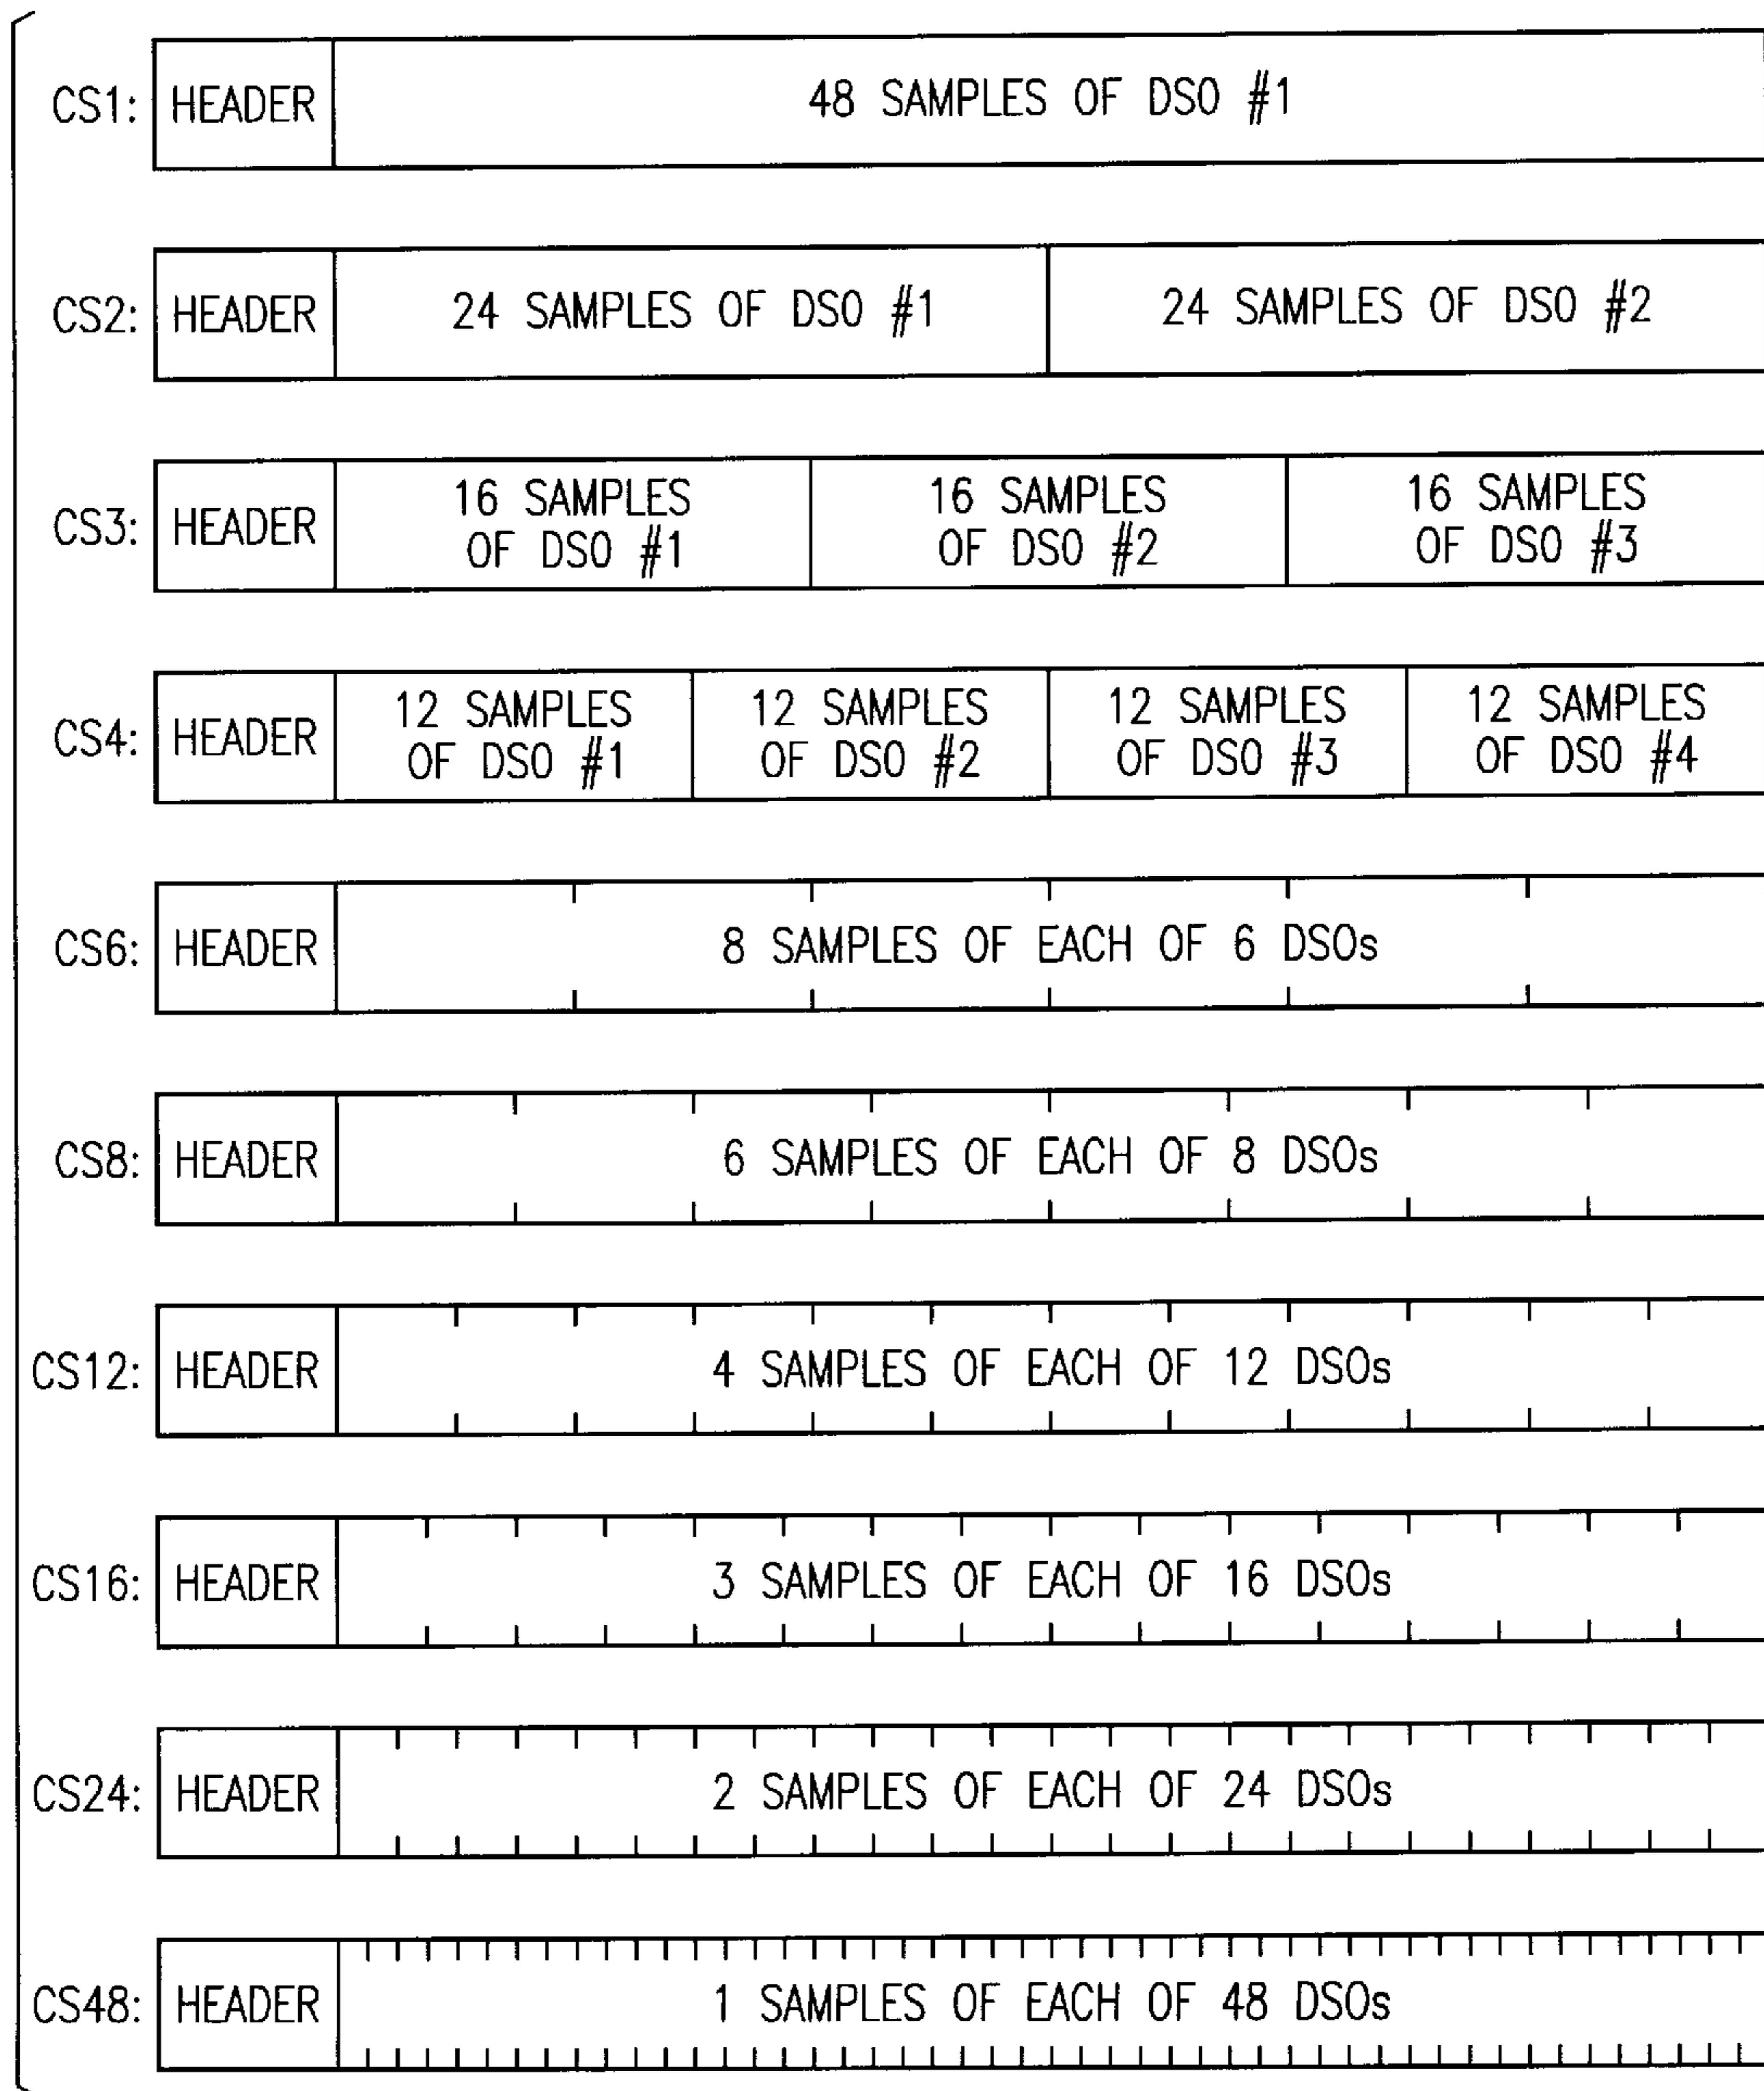 CS1: HEADER 48 SAMPLES OF DS0 #1
CS2: HEADER 24 SAMPLES OF DS0 #1 24 SAMPLES OF DS0 #2
CS3: HEADER 16 SAMPLES OF DS0 #1 16 SAMPLES OF DS0 #2 16 SAMPLES OF DS0 #3
CS4: HEADER 12 SAMPLES OF DS0 #1 12 SAMPLES OF DS0 #2 12 SAMPLES OF DS0 #3 12 SAMPLES OF DS0 #4
CS6: HEADER 8 SAMPLES OF EACH OF 6 DS0s
CS8: HEADER 6 SAMPLES OF EACH OF 8 DS0s
CS12: HEADER 4 SAMPLES OF EACH OF 12 DS0s
CS16: HEADER 3 SAMPLES OF EACH OF 16 DS0s
CS24: HEADER 2 SAMPLES OF EACH OF 24 DS0s
CS48: HEADER 1 SAMPLES OF EACH OF 48 DS0s